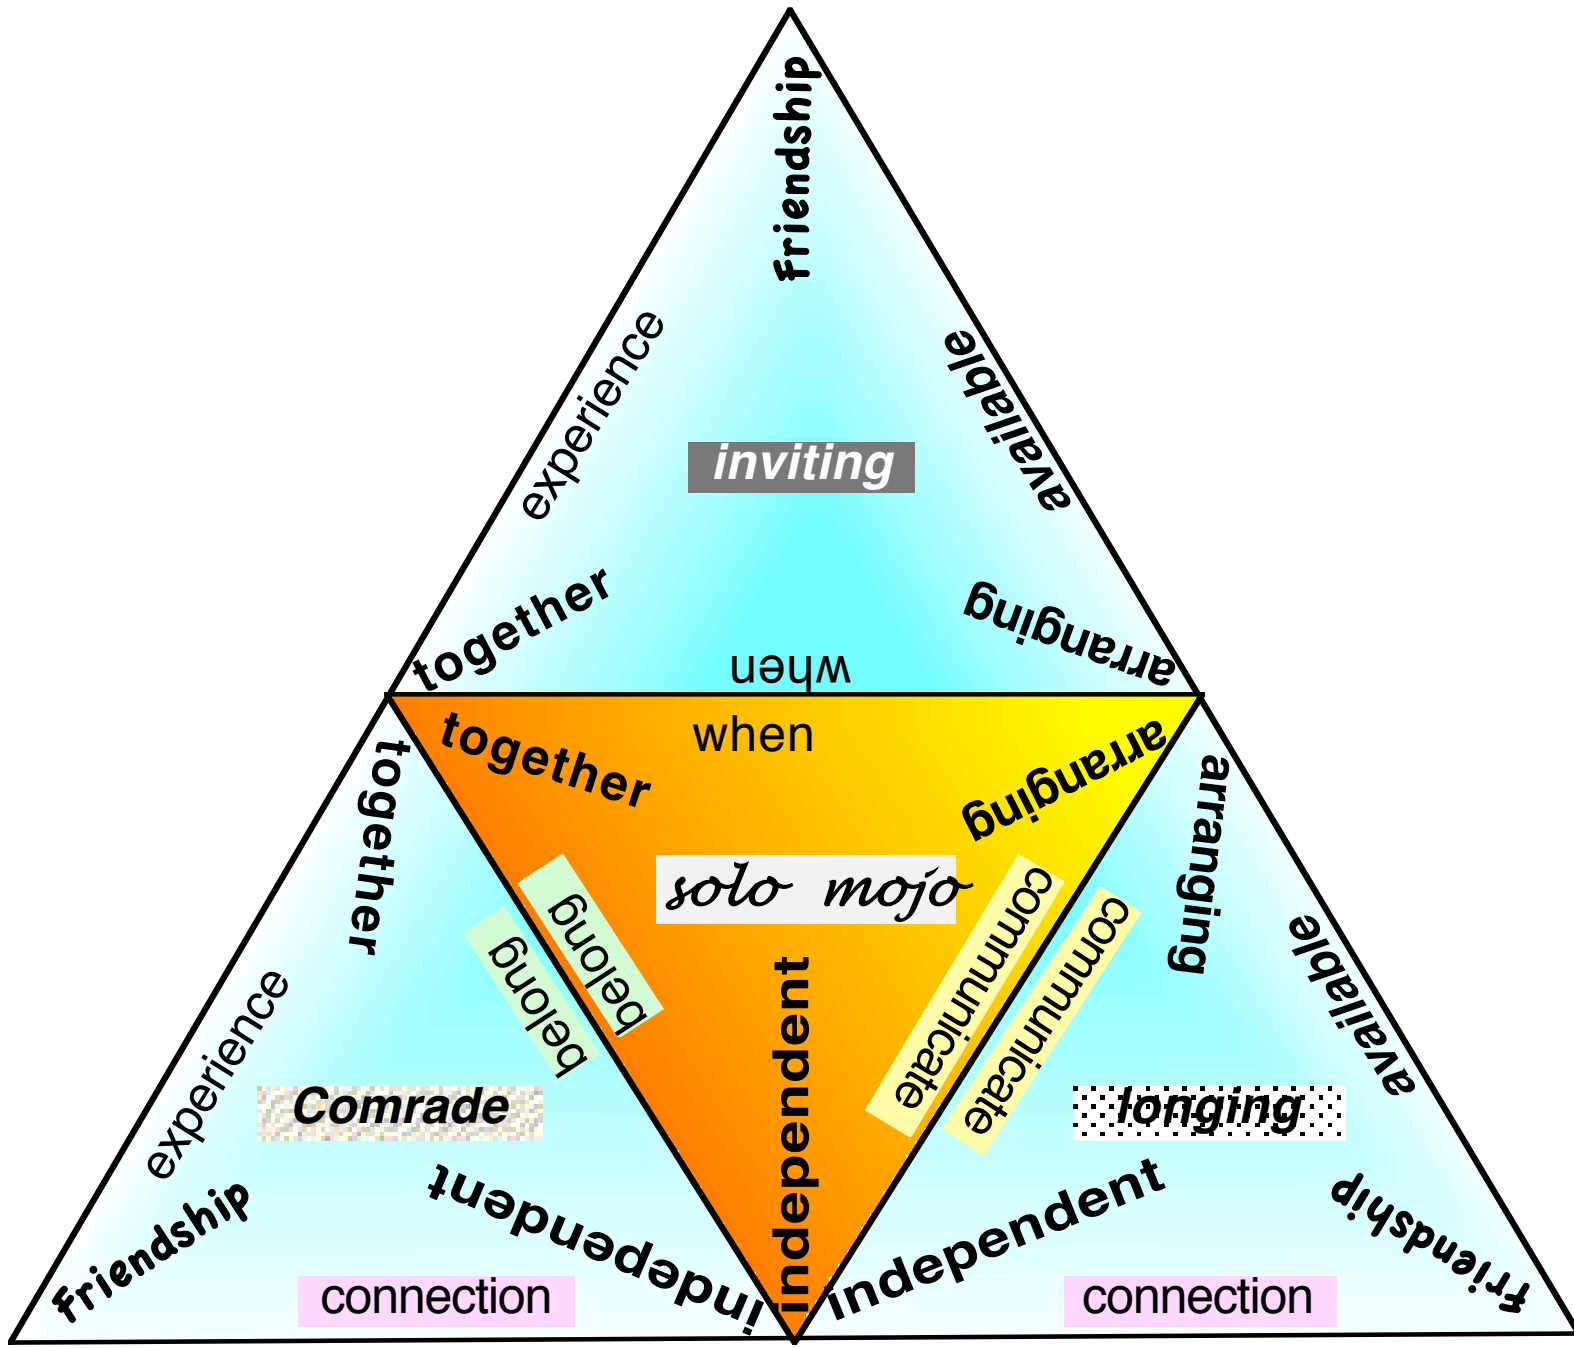 Friendship
experience
available
inviting
together
arranging
when
together
when
arranging
together
arranging
solo mojo
belong
belong
communicate
communicate
experience
available
independent
Comrade
longing
Friendship
independent
independent
Friendship
connection
connection